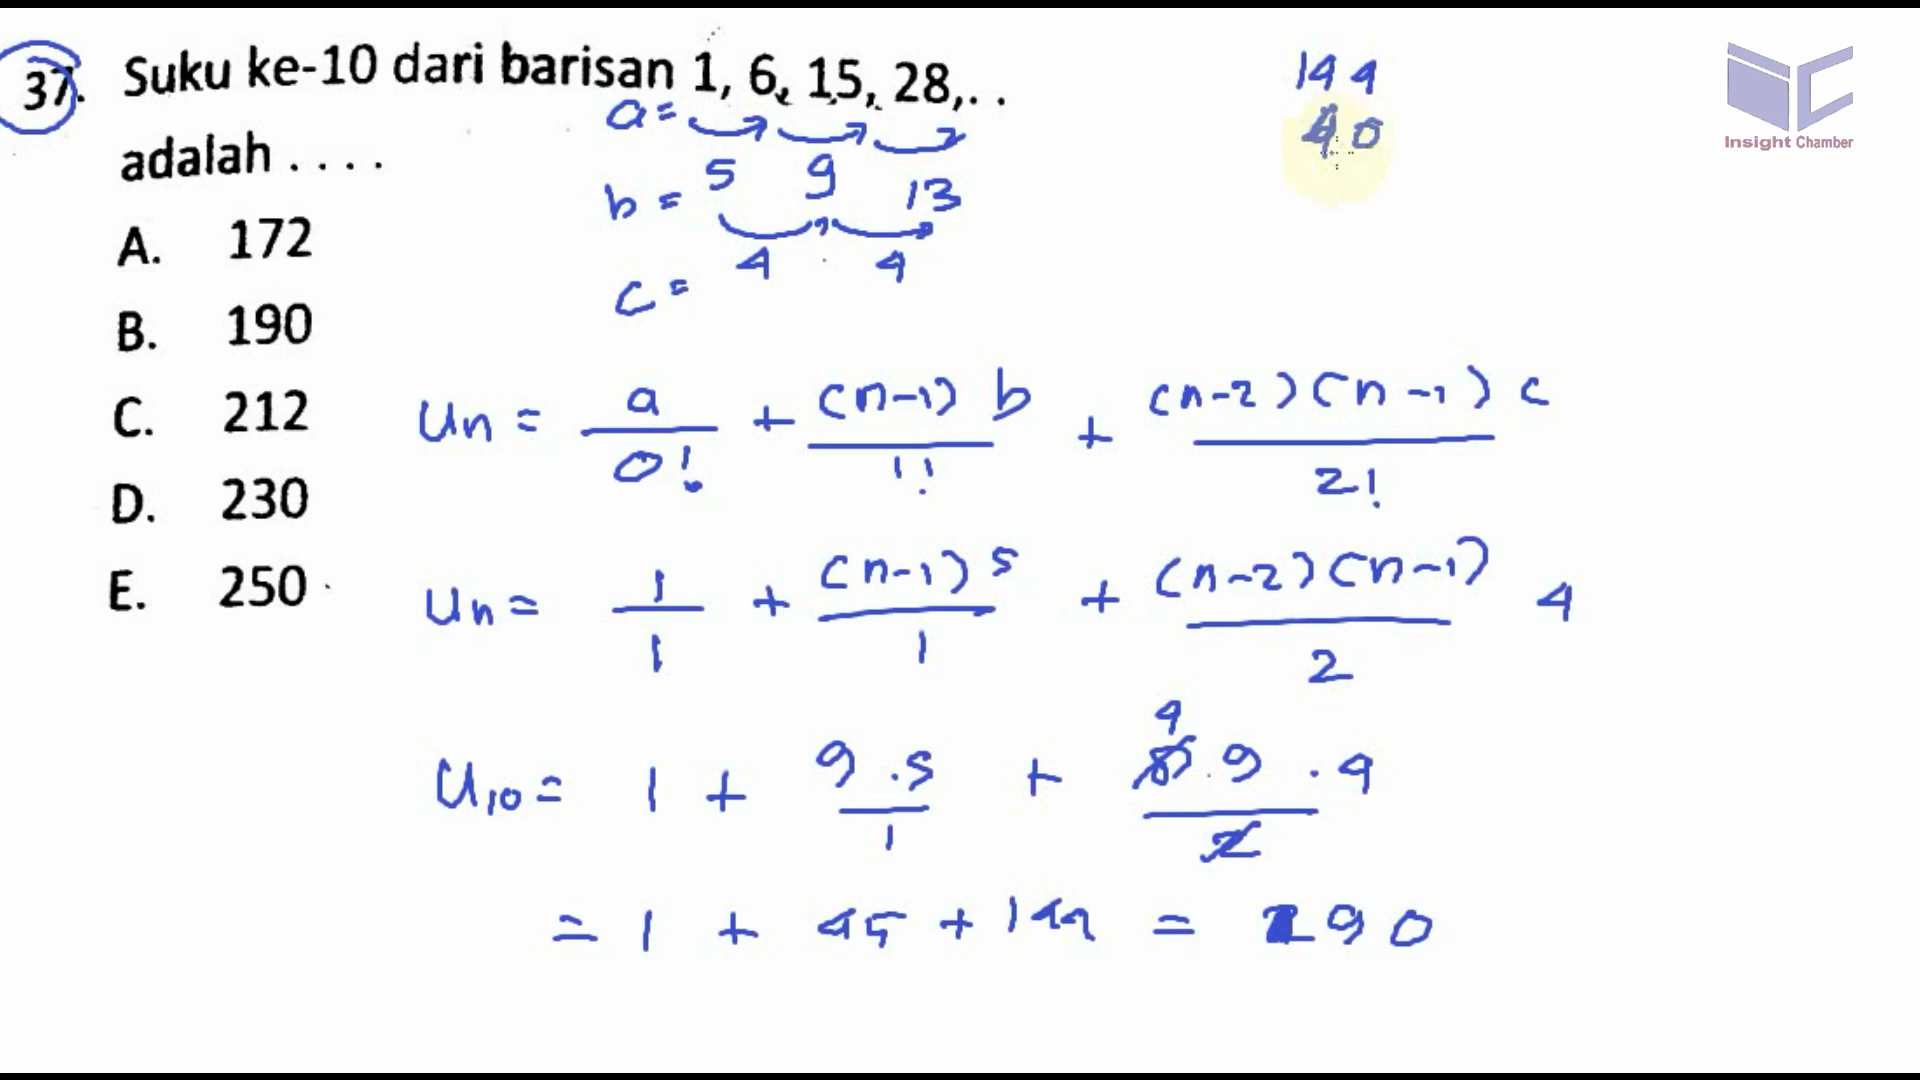 37. Suku ke-10 dari barisan 1, 6, 15, 28,. .
adalah . . . .
A. 172
B. 190
C. 212
D. 230
E. 250
a =
b = 5 9 13
c = 4 4
144
40
Insight Chamber
Un = a/0! + (n-1) b/1! + (n-2)(n-1) c/2!
Un = 1/1 + (n-1) 5/1 + (n-2)(n-1)/2 4
U10 = 1 + 9 . 5/1 + 4 8 . 9 . 4/2
= 1 + 45 + 144 = 190